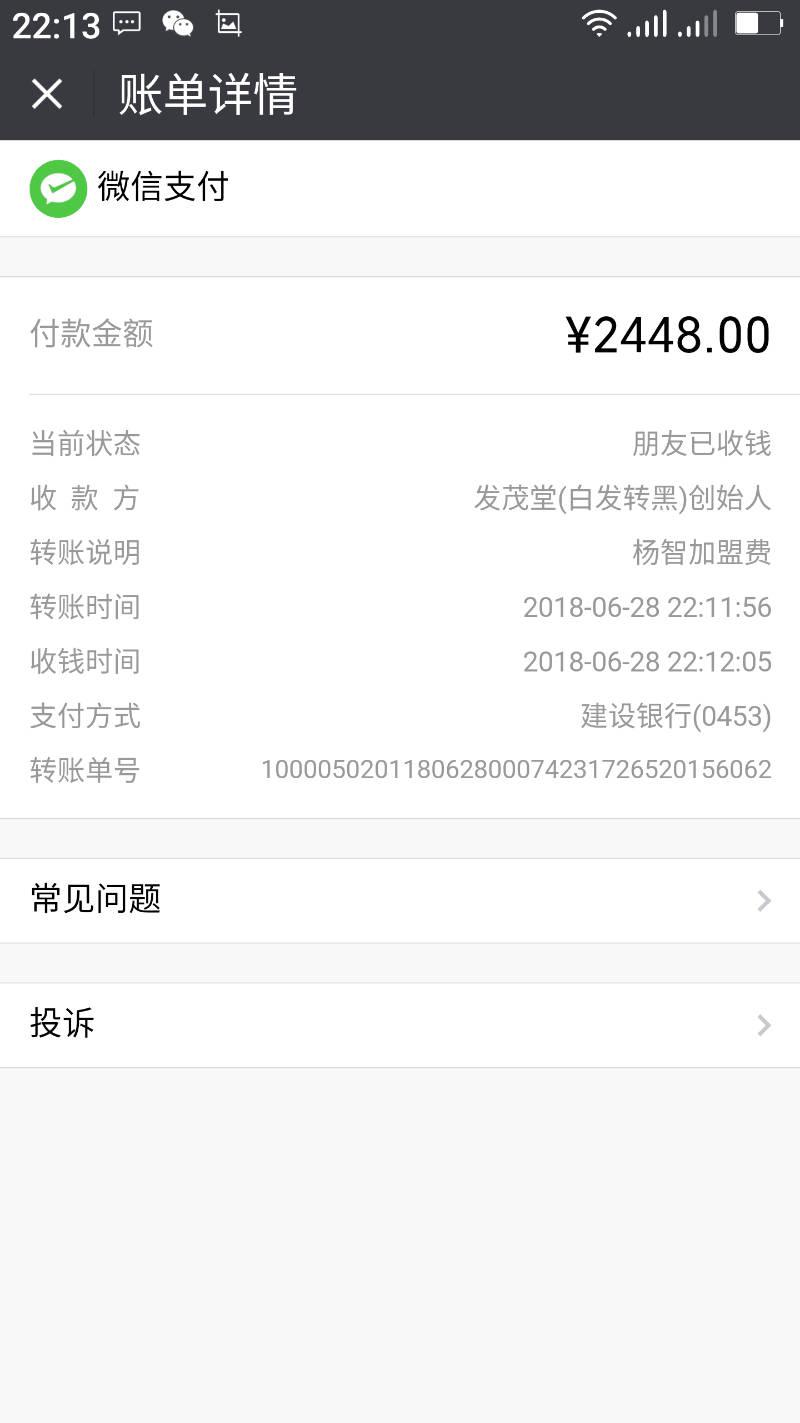 22:13
账单详情
微信支付
付款金额 ¥2448.00
当前状态 朋友已收钱
收款方 发茂堂(白发转黑)创始人
转账说明 杨智加盟费
转账时间 2018-06-28 22:11:56
收钱时间 2018-06-28 22:12:05
支付方式 建设银行(0453)
转账单号 1000050201180628000742317265201​56062
常见问题
投诉